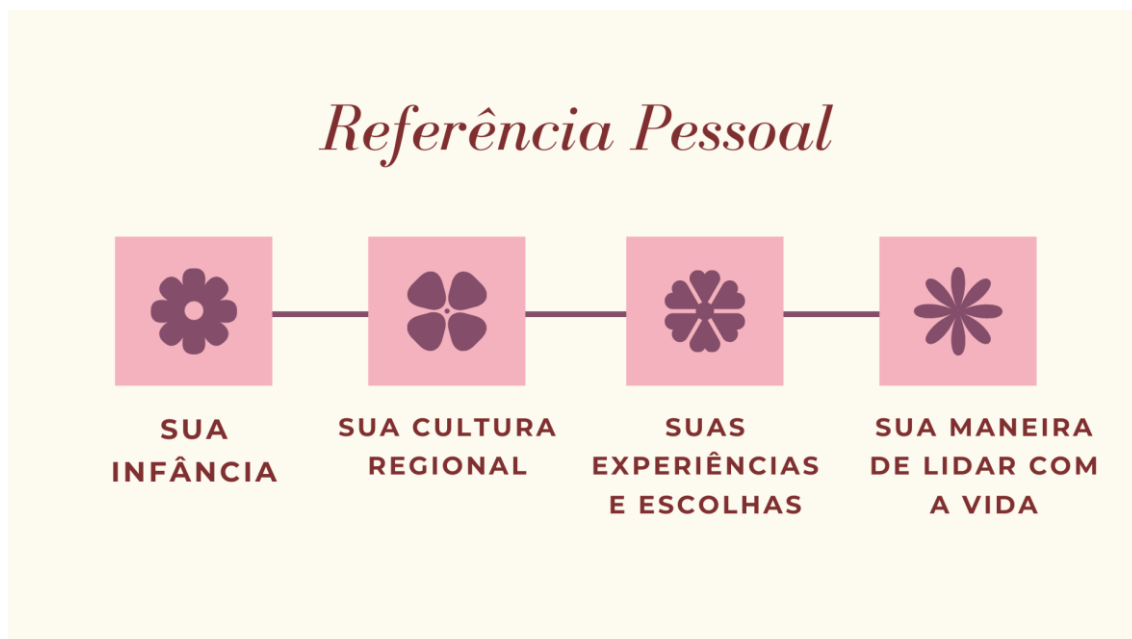 Referência Pessoal
SUA
INFÂNCIA
SUA CULTURA
REGIONAL
SUAS
EXPERIÊNCIAS
E ESCOLHAS
SUA MANEIRA
DE LIDAR COM
A VIDA